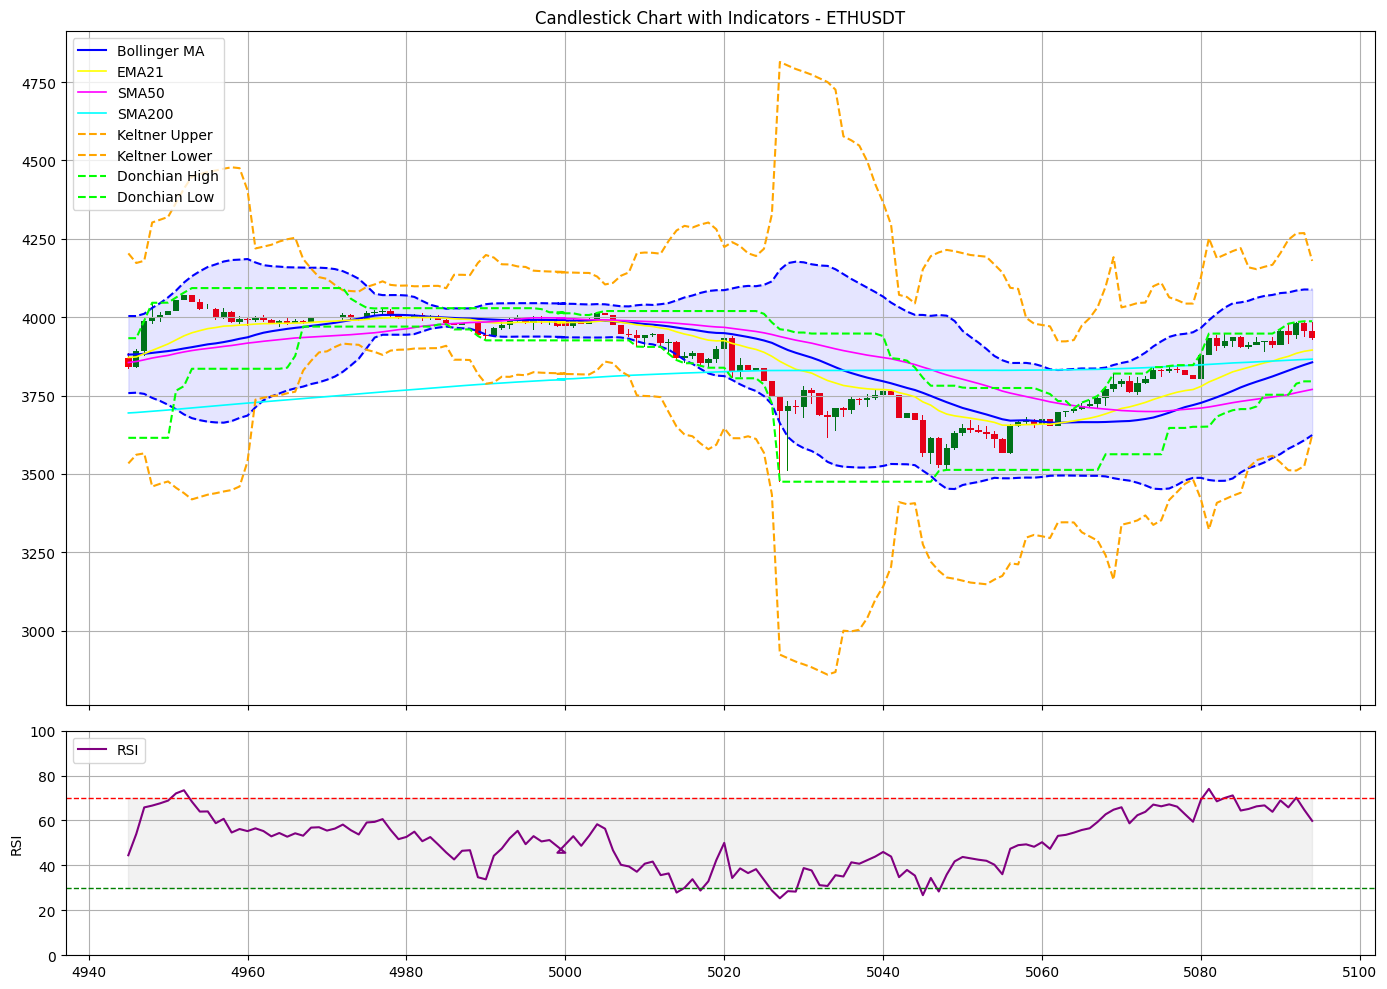 Candlestick Chart with Indicators - ETHUSDT
Bollinger MA
EMA21
SMA50
SMA200
Keltner Upper
Keltner Lower
Donchian High
Donchian Low
4750
4500
4250
4000
3750
3500
3250
3000
RSI
100
80
60
40
20
0
RSI
4940 4960 4980 5000 5020 5040 5060 5080 5100